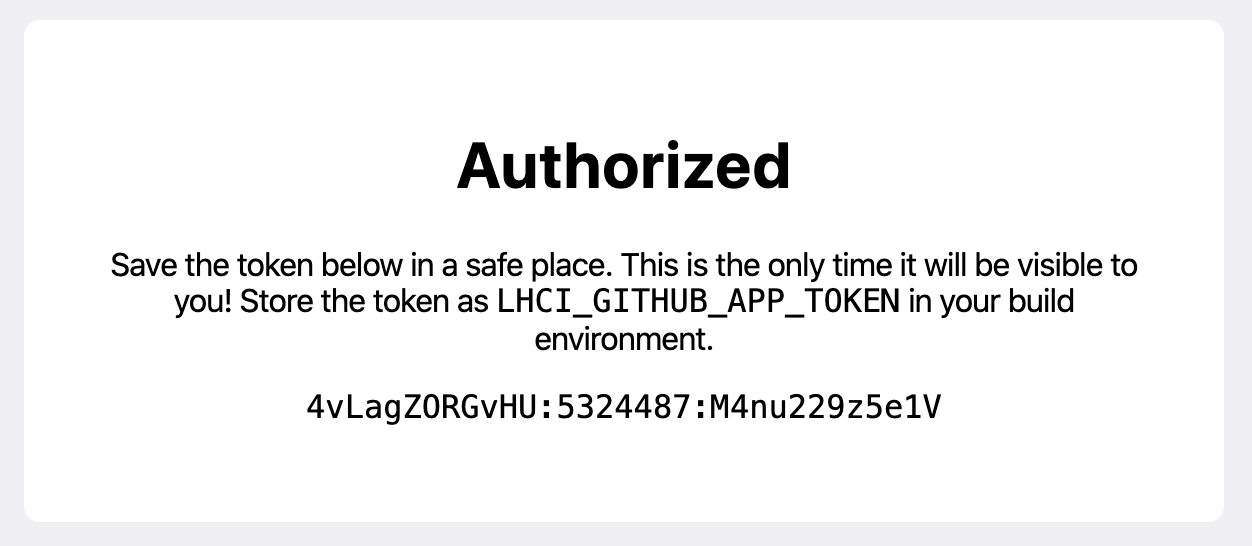 Authorized
Save the token below in a safe place. This is the only time it will be visible to
you! Store the token as LHCI_GITHUB_APP_TOKEN in your build
environment.
4vLagZORGvHU:5324487:M4nu229z5e1V